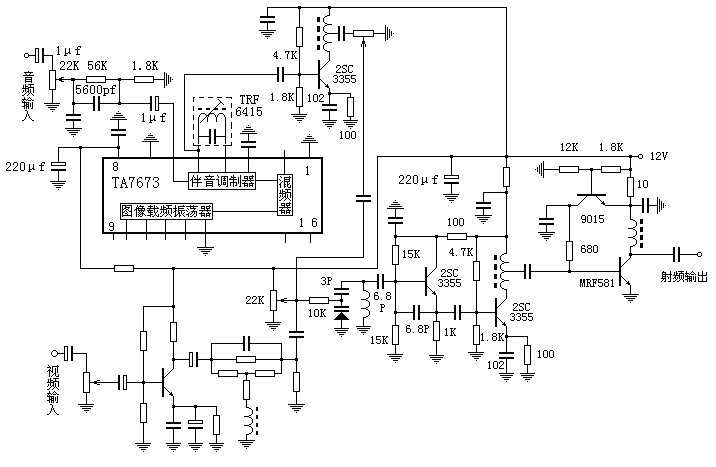 1μf
22K
56K
1.8K
音频输入
5600pf
1μf
220μf
4.7K
2SC
3355
1.8K
102
100
TRF
6415
8
TA7673
1
伴音调制器
混频器
图像载频振荡器
9
1 6
220μf
12V
12K
1.8K
10
9015
680
MRF581
射频输出
100
15K
4.7K
2SC
3355
2SC
3355
22K
10K
3P
6.8
P
15K
6.8P
1K
1.8K
102
100
视频输入